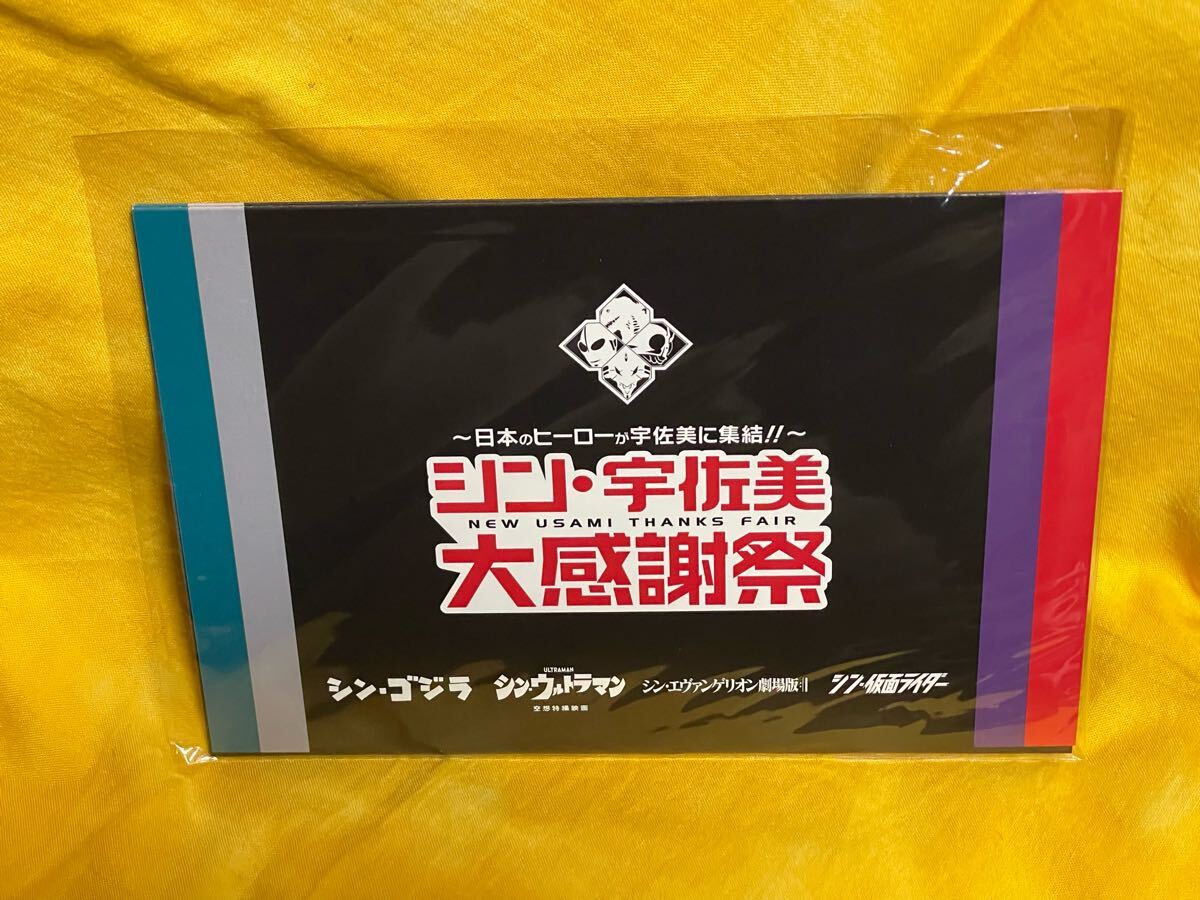 ～日本のヒーローが宇佐美に集結!!～
シン・宇佐美
NEW USAMI THANKS FAIR
大感謝祭
シン・ゴジラ
ULTRAMAN
シン・ウルトラマン
空想特撮映画
シン・エヴァンゲリオン劇場版:||
シン・仮面ライダー